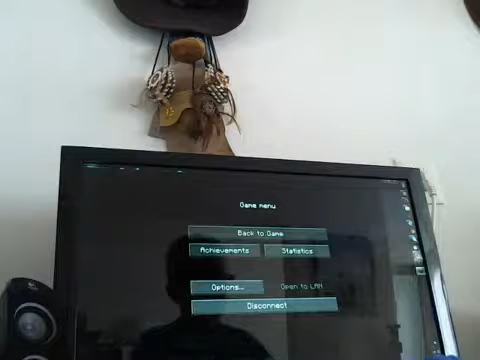 Game menu
Back to Game
Achievements Statistics
Options... Open to LAN
Disconnect